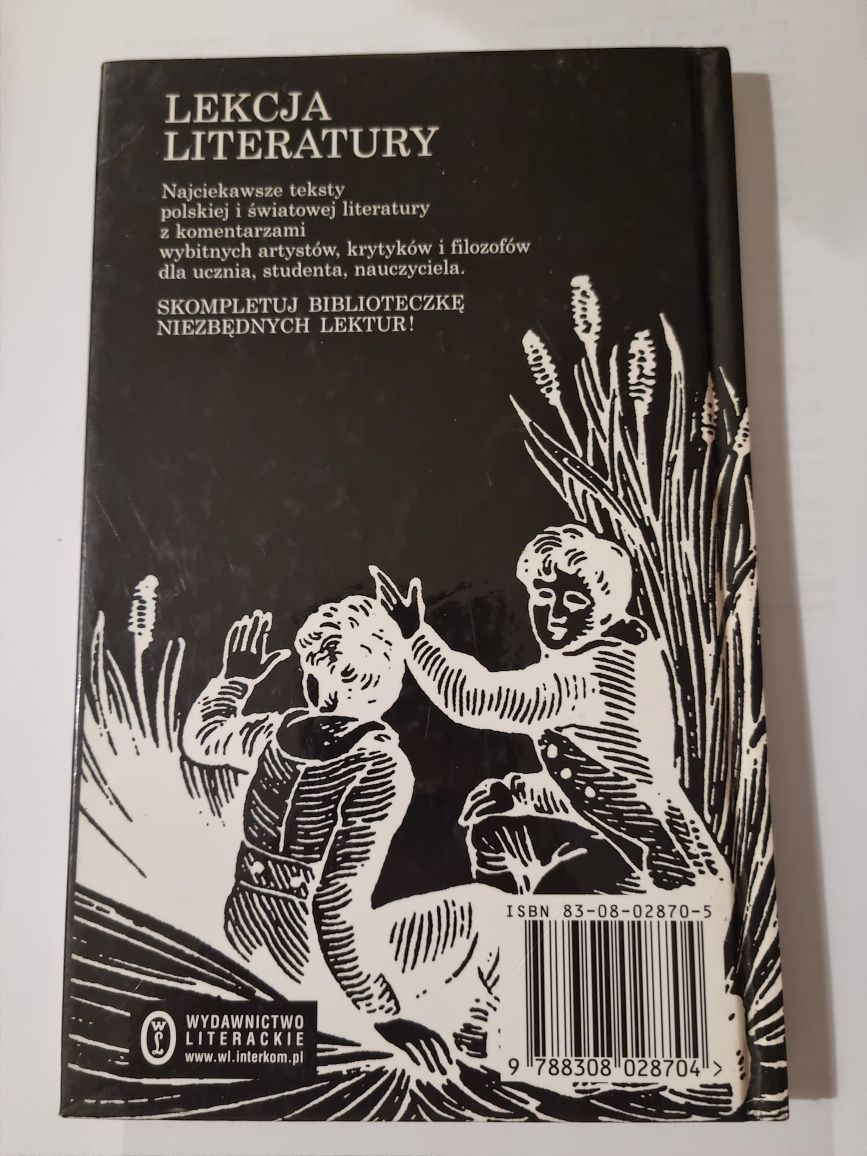 LEKCJA
LITERATURY
Najciekawsze teksty
polskiej i światowej literatury
z komentarzami
wybitnych artystów, krytyków i filozofów
dla ucznia, studenta, nauczyciela.
SKOMPLETUJ BIBLIOTECZKĘ
NIEZBĘDNYCH LEKTUR!
ISBN 83-08-02870-5
9 788308 028704 >
WL
WYDAWNICTWO
LITERACKIE
www.wl.interkom.pl